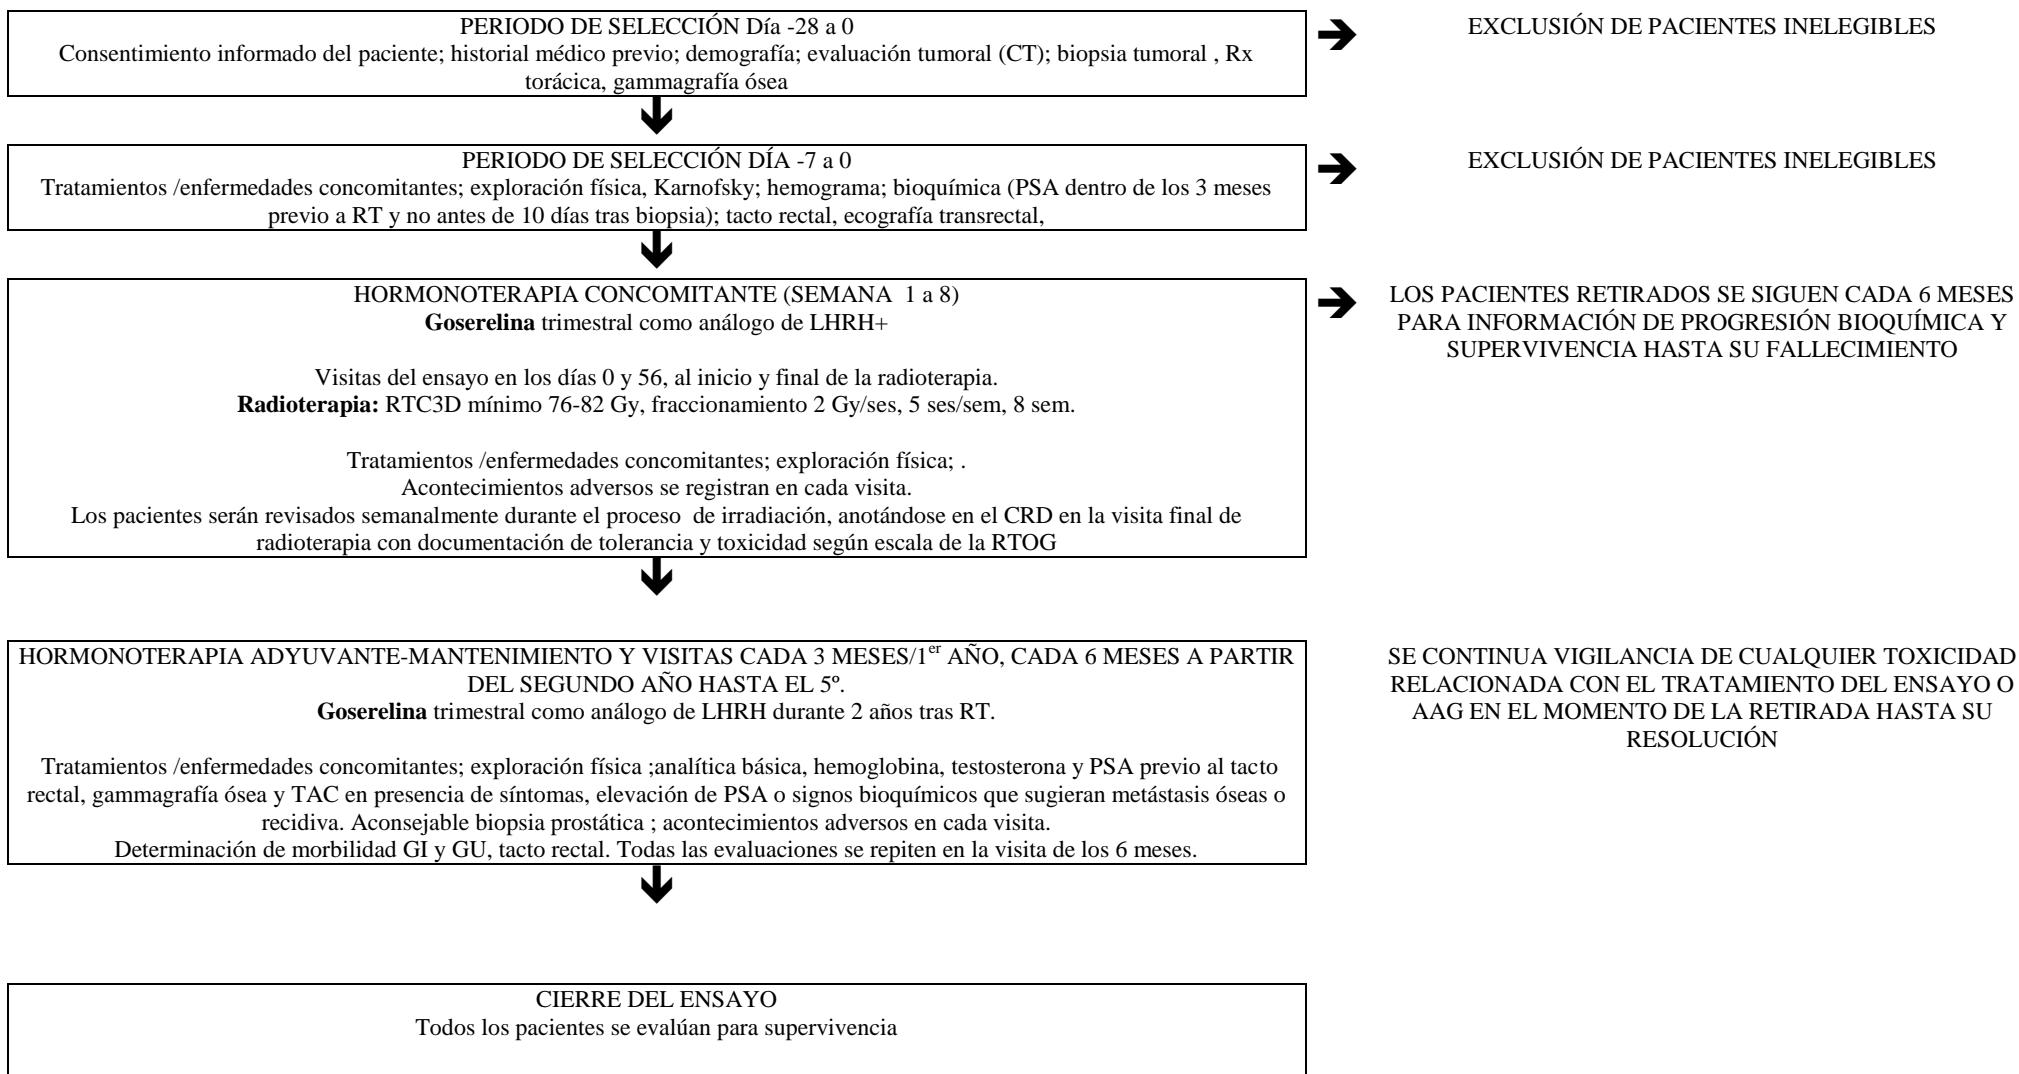 PERIODO DE SELECCIÓN Día -28 a 0
Consentimiento informado del paciente; historial médico previo; demografía; evaluación tumoral (CT); biopsia tumoral , Rx
torácica, gammagrafía ósea
EXCLUSIÓN DE PACIENTES INELEGIBLES
PERIODO DE SELECCIÓN DÍA -7 a 0
Tratamientos /enfermedades concomitantes; exploración física, Karnofsky; hemograma; bioquímica (PSA dentro de los 3 meses
previo a RT y no antes de 10 días tras biopsia); tacto rectal, ecografía transrectal,
EXCLUSIÓN DE PACIENTES INELEGIBLES
HORMONOTERAPIA CONCOMITANTE (SEMANA 1 a 8)
Goserelina trimestral como análogo de LHRH+
Visitas del ensayo en los días 0 y 56, al inicio y final de la radioterapia.
Radioterapia: RTC3D mínimo 76-82 Gy, fraccionamiento 2 Gy/ses, 5 ses/sem, 8 sem.
Tratamientos /enfermedades concomitantes; exploración física; .
Acontecimientos adversos se registran en cada visita.
Los pacientes serán revisados semanalmente durante el proceso de irradiación, anotándose en el CRD en la visita final de
radioterapia con documentación de tolerancia y toxicidad según escala de la RTOG
LOS PACIENTES RETIRADOS SE SIGUEN CADA 6 MESES
PARA INFORMACIÓN DE PROGRESIÓN BIOQUÍMICA Y
SUPERVIVENCIA HASTA SU FALLECIMIENTO
HORMONOTERAPIA ADYUVANTE-MANTENIMIENTO Y VISITAS CADA 3 MESES/1er AÑO, CADA 6 MESES A PARTIR
DEL SEGUNDO AÑO HASTA EL 5º.
Goserelina trimestral como análogo de LHRH durante 2 años tras RT.
Tratamientos /enfermedades concomitantes; exploración física ;analítica básica, hemoglobina, testosterona y PSA previo al tacto
rectal, gammagrafía ósea y TAC en presencia de síntomas, elevación de PSA o signos bioquímicos que sugieran metástasis óseas o
recidiva. Aconsejable biopsia prostática ; acontecimientos adversos en cada visita.
Determinación de morbilidad GI y GU, tacto rectal. Todas las evaluaciones se repiten en la visita de los 6 meses.
SE CONTINUA VIGILANCIA DE CUALQUIER TOXICIDAD
RELACIONADA CON EL TRATAMIENTO DEL ENSAYO O
AAG EN EL MOMENTO DE LA RETIRADA HASTA SU
RESOLUCIÓN
CIERRE DEL ENSAYO
Todos los pacientes se evalúan para supervivencia